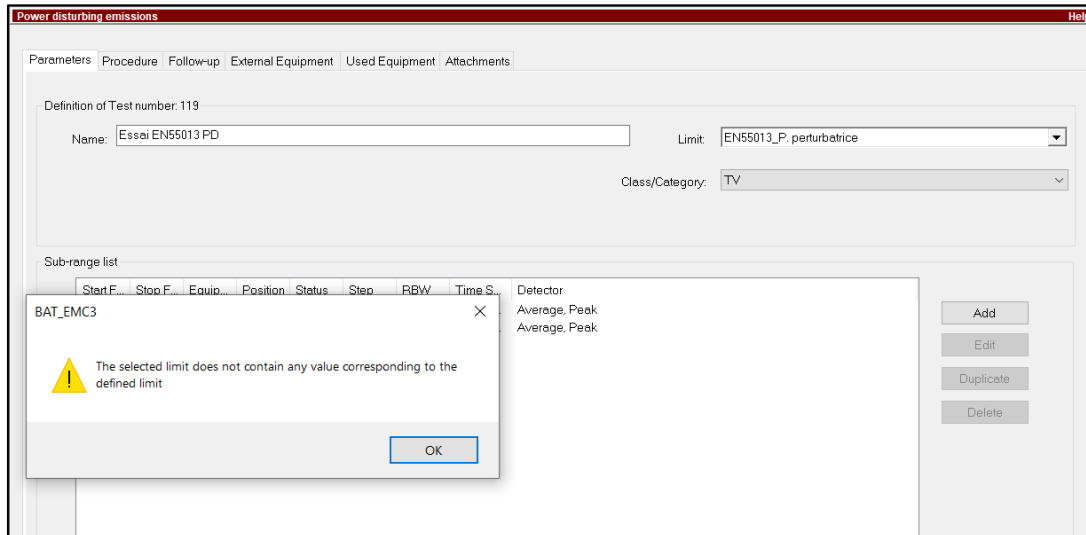 Power disturbing emissions Help
Parameters Procedure Follow-up External Equipment Used Equipment Attachments
Definition of Test number: 119
Name: Essai EN55013 PD Limit: EN55013_P. perturbatrice
Class/Category: TV
Sub-range list
Start F... Stop F... Equip... Position Status Step RBW Time S... Detector
Average, Peak
Average, Peak
Add
Edit
Duplicate
Delete
BAT_EMC3
The selected limit does not contain any value corresponding to the
defined limit
OK